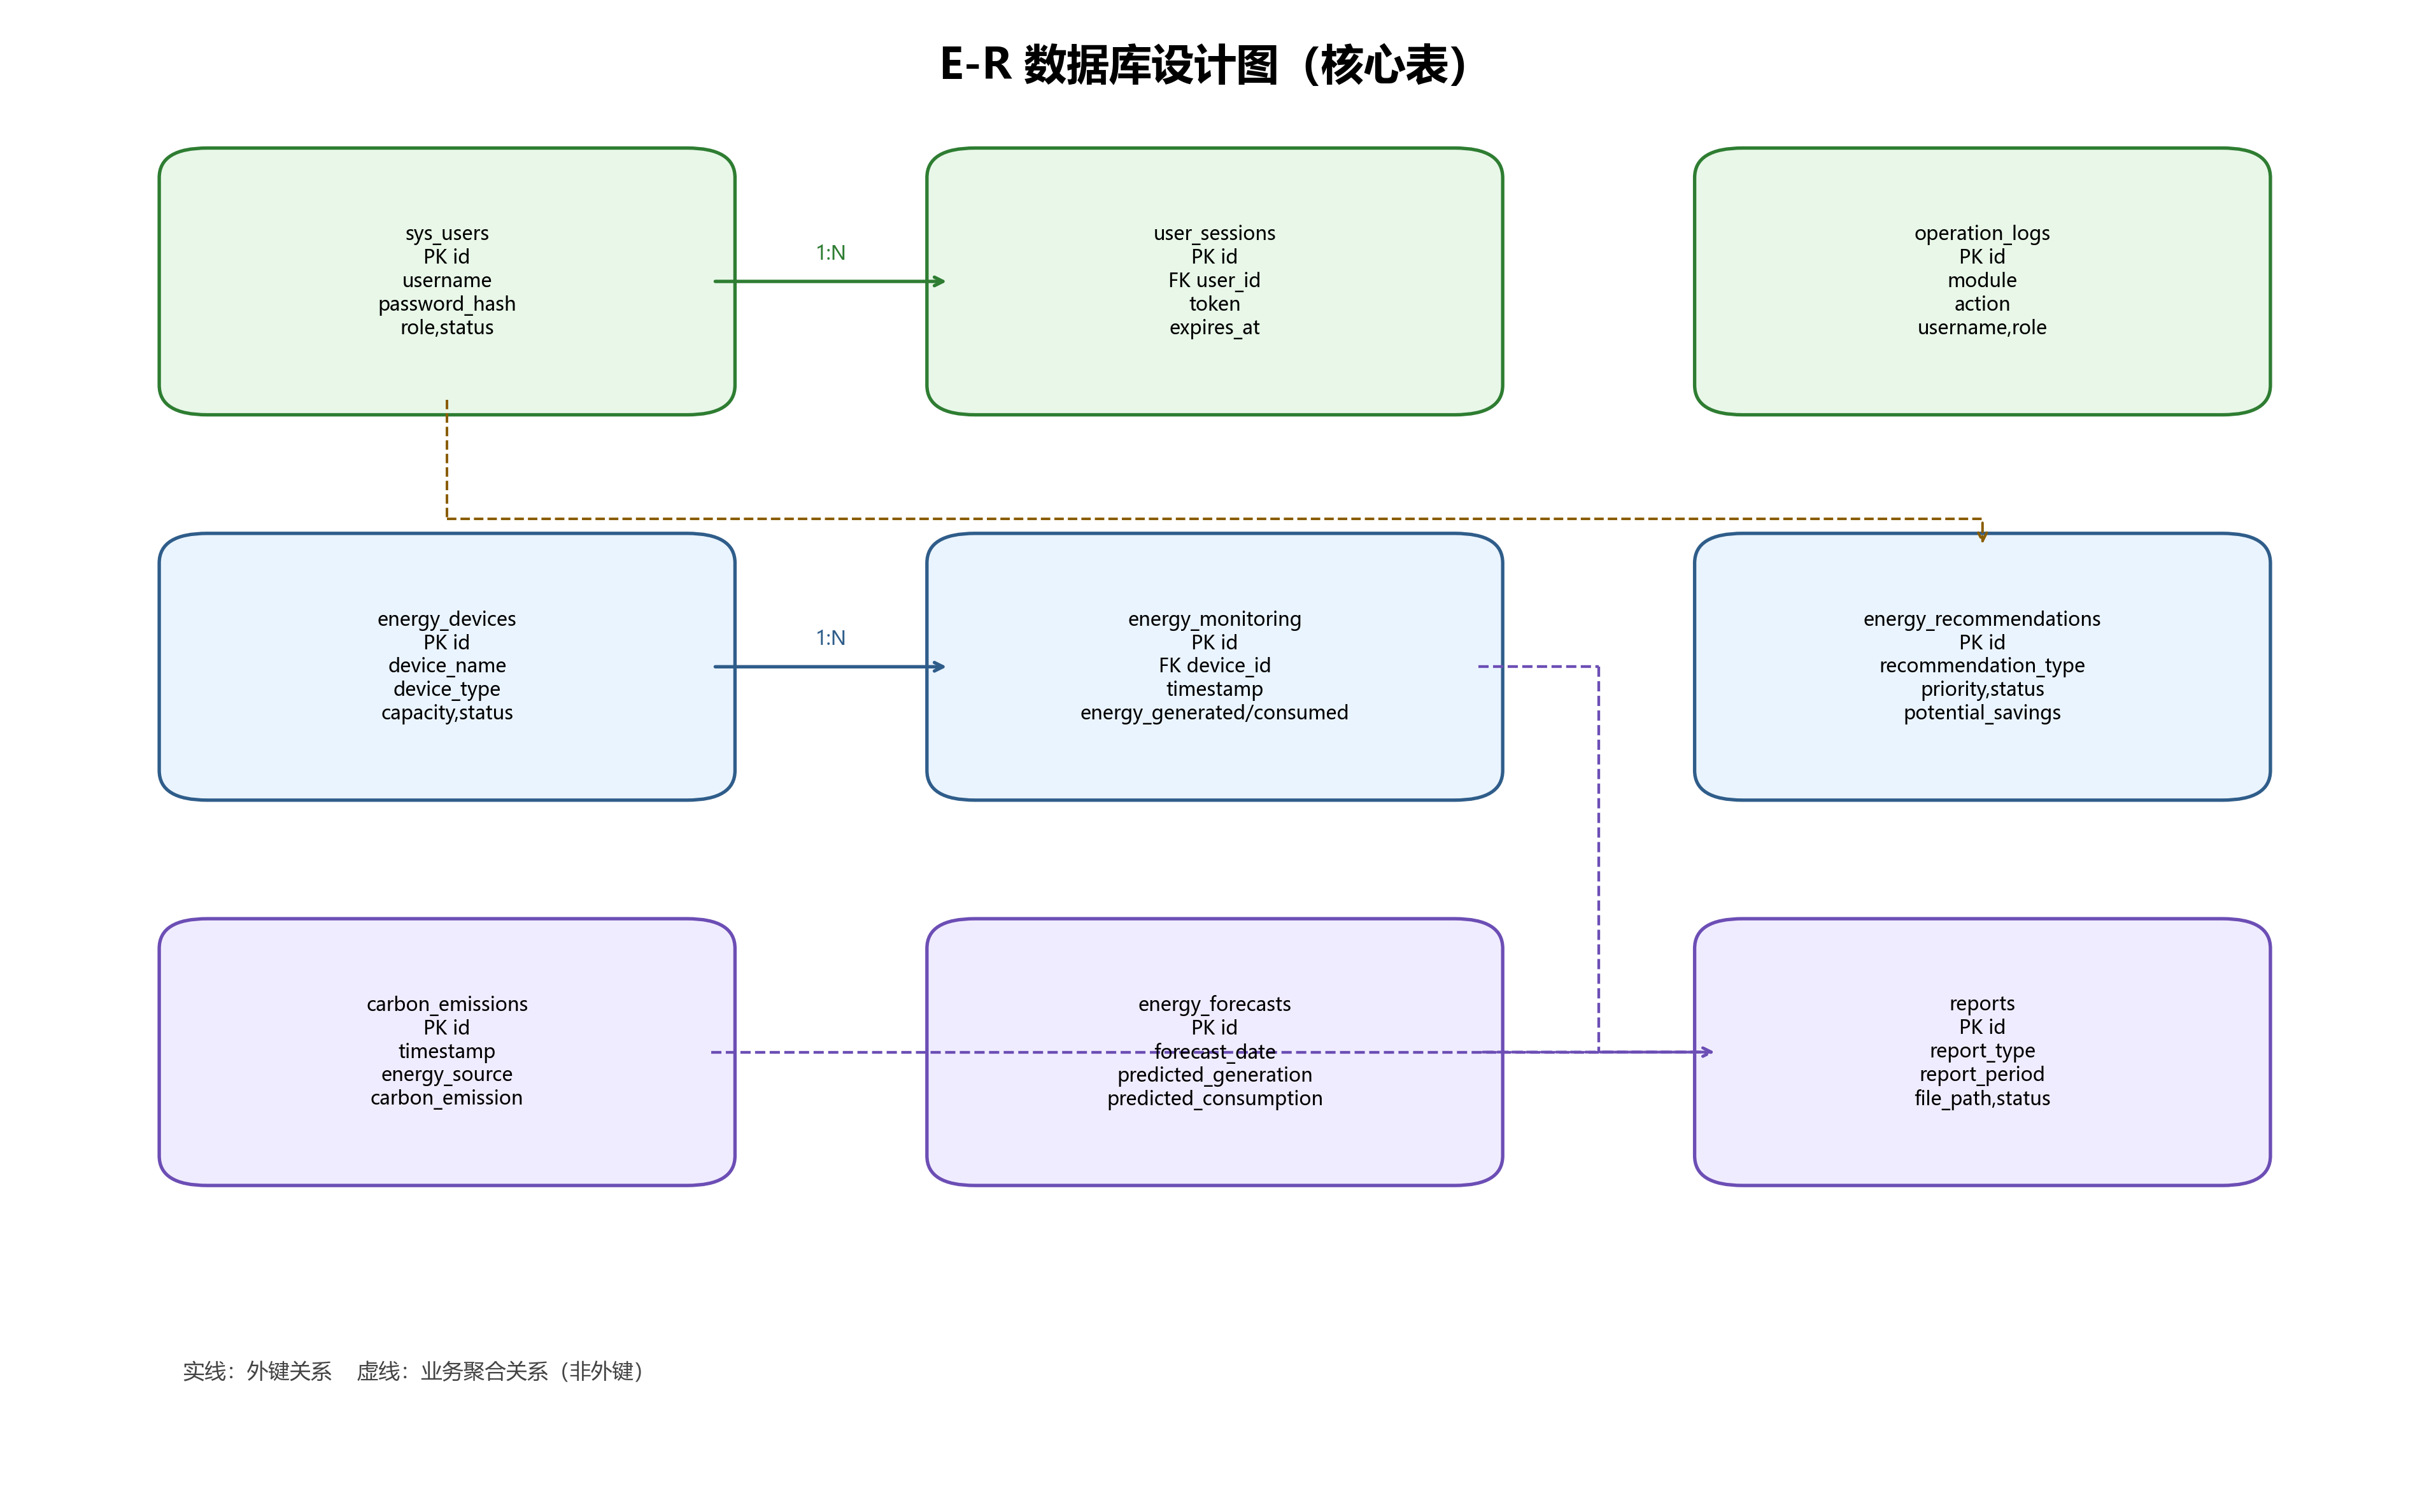 E-R 数据库设计图（核心表）
sys_users
PK id
username
password_hash
role,status
1:N
user_sessions
PK id
FK user_id
token
expires_at
operation_logs
PK id
module
action
username,role
energy_devices
PK id
device_name
device_type
capacity,status
1:N
energy_monitoring
PK id
FK device_id
timestamp
energy_generated/consumed
energy_recommendations
PK id
recommendation_type
priority,status
potential_savings
carbon_emissions
PK id
timestamp
energy_source
carbon_emission
energy_forecasts
PK id
forecast_date
predicted_generation
predicted_consumption
reports
PK id
report_type
report_period
file_path,status
实线：外键关系 虚线：业务聚合关系（非外键）